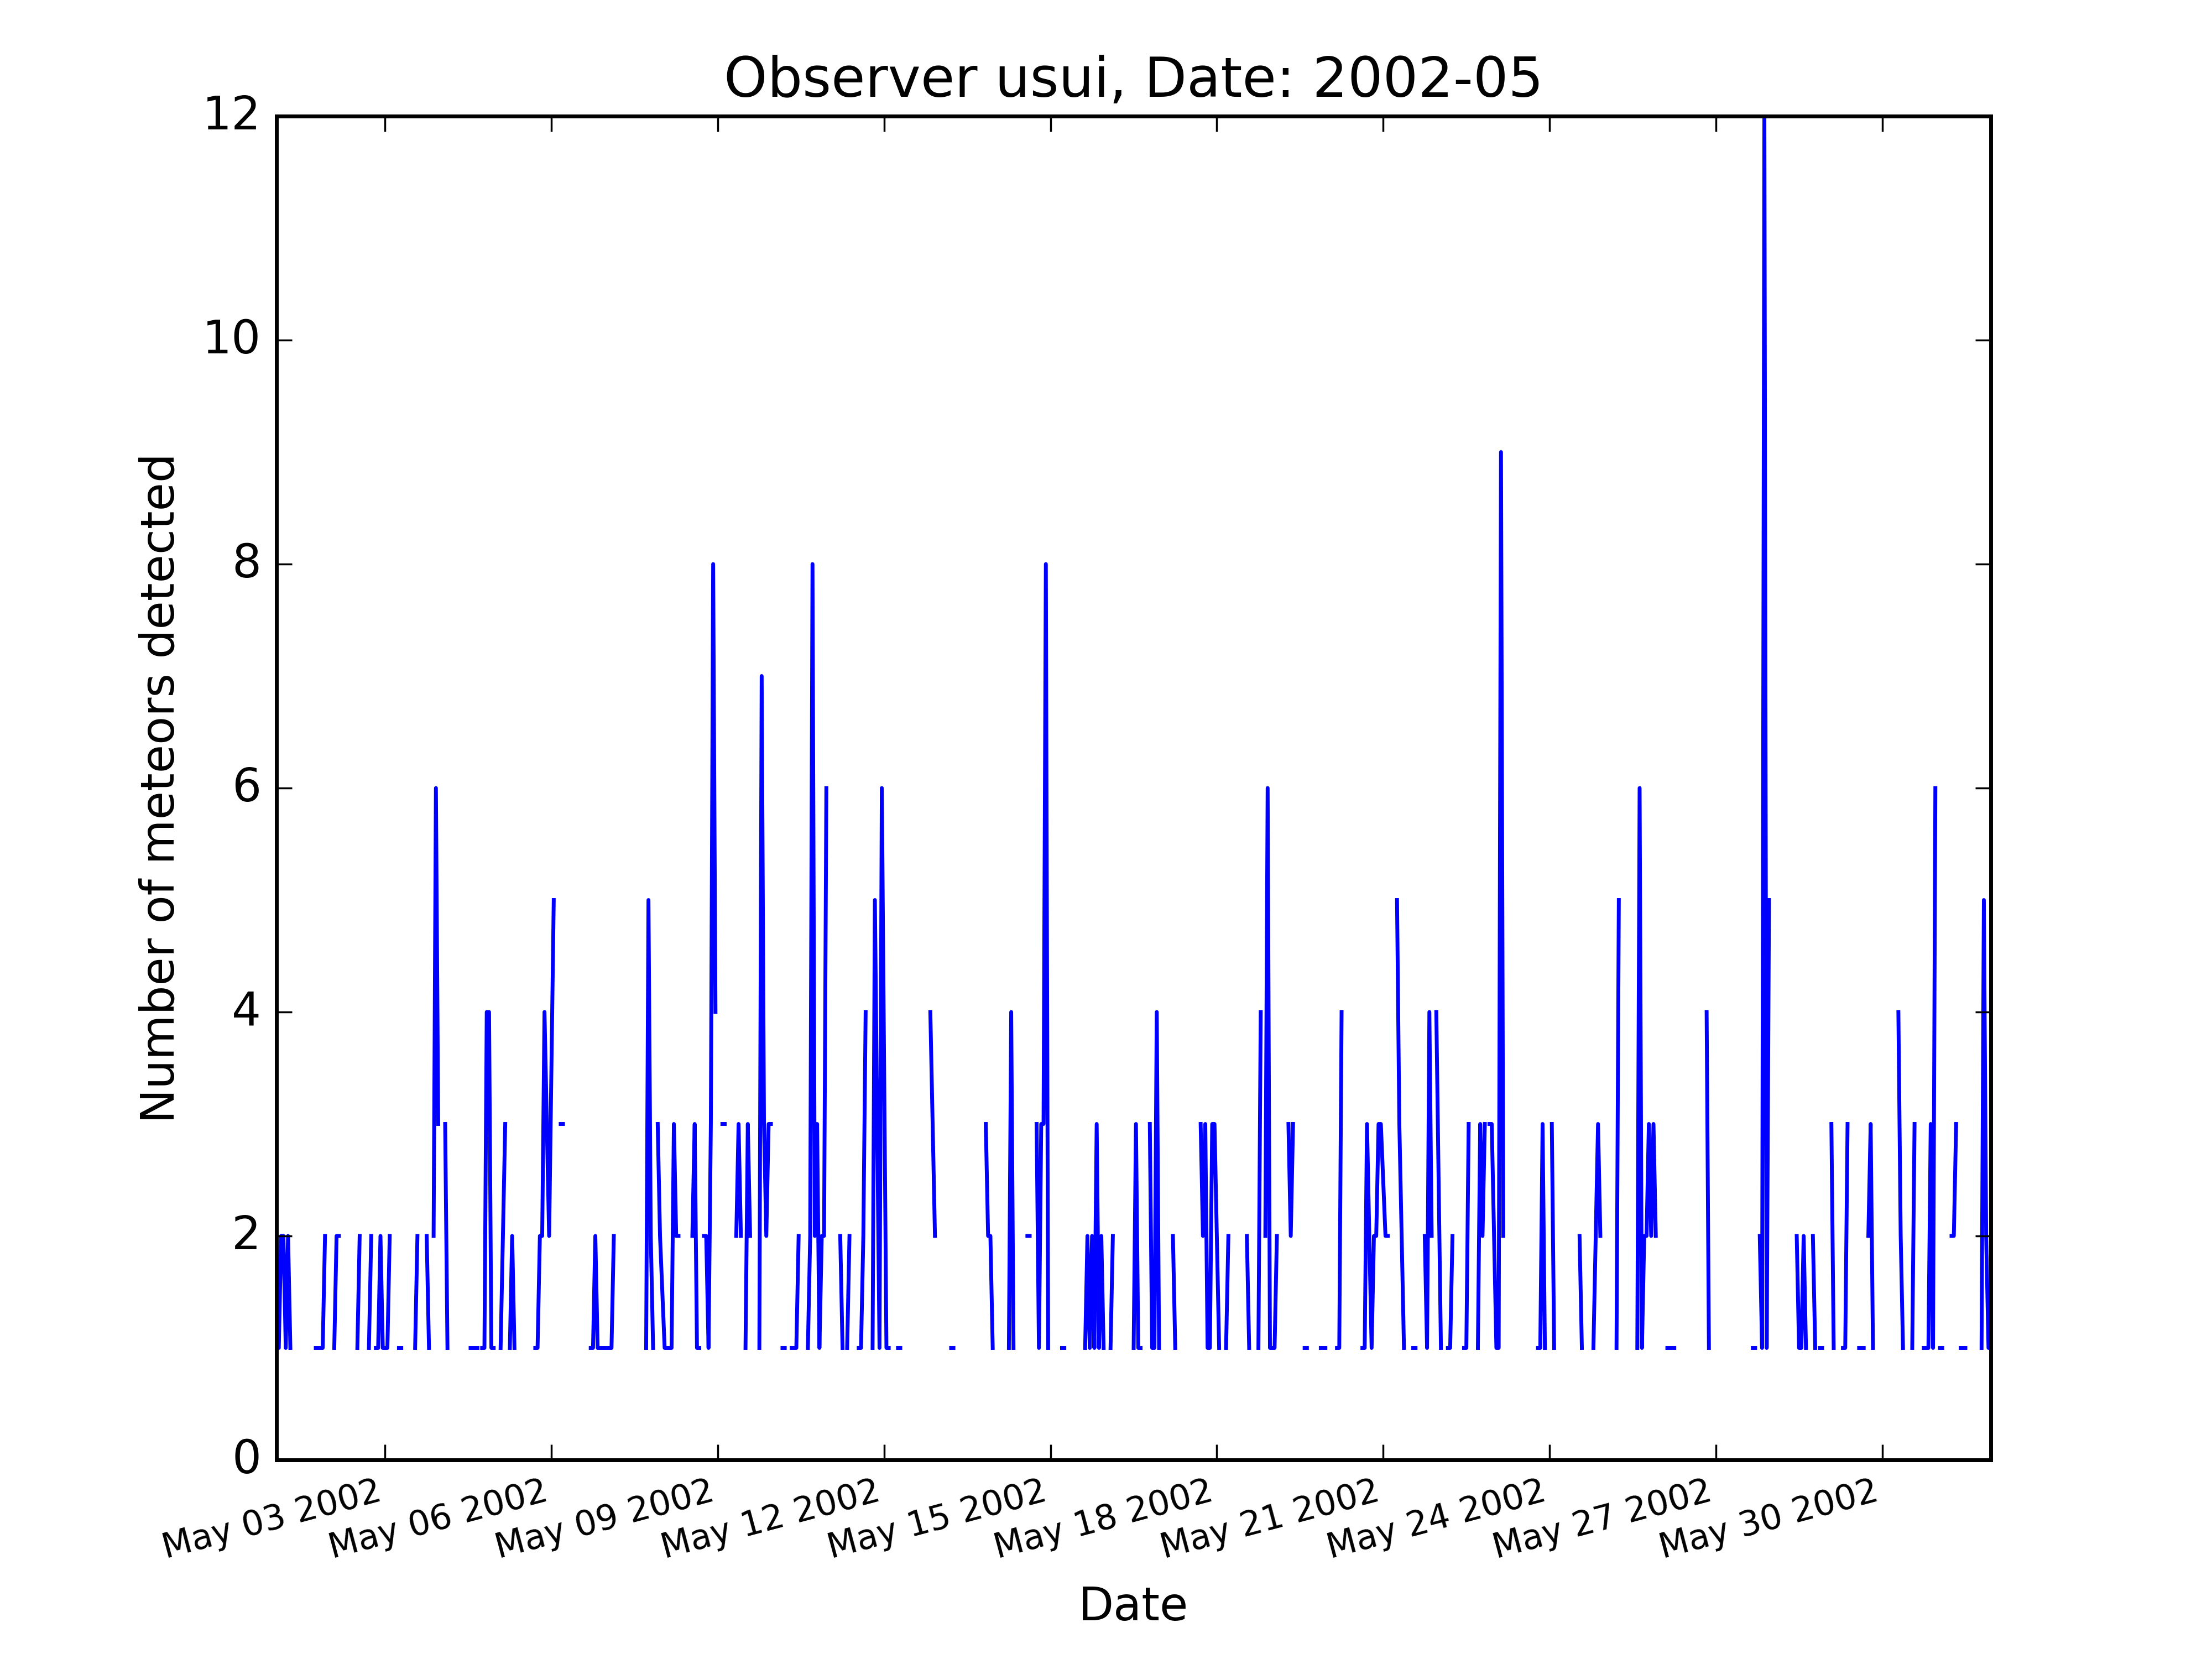 Observer usui, Date: 2002-05
12
10
8
6
4
2
0
Number of meteors detected
May 03 2002
May 06 2002
May 09 2002
May 12 2002
May 15 2002
May 18 2002
May 21 2002
May 24 2002
May 27 2002
May 30 2002
Date